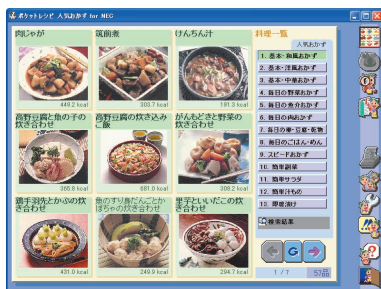 ポケットレシピ 人気おかず for NEC
肉じゃが
449.2 kcal
筑前煮
303.7 kcal
けんちん汁
181.3 kcal
高野豆腐と魚の子の
炊き合わせ
365.8 kcal
高野豆腐の炊き込み
ご飯
681.0 kcal
がんもどきと野菜の
炊き合わせ
308.2 kcal
鶏手羽先とかぶの炊
き合わせ
431.0 kcal
魚のすり身だんごとか
ぼちゃの炊き合わせ
249.9 kcal
里芋といいだこの炊
き合わせ
294.7 kcal
料理一覧
人気おかず
1. 基本・和風おかず
2. 基本・洋風おかず
3. 基本・中華おかず
4. 毎日の野菜おかず
5. 毎日の魚介おかず
6. 毎日の肉おかず
7. 毎日の卵・豆腐・乾物
8. 毎日のごはん・めん
9. スピードおかず
10. 簡単副菜
11. 簡単サラダ
12. 簡単汁もの
13. 即席漬け
検索結果
1 / 7
57品